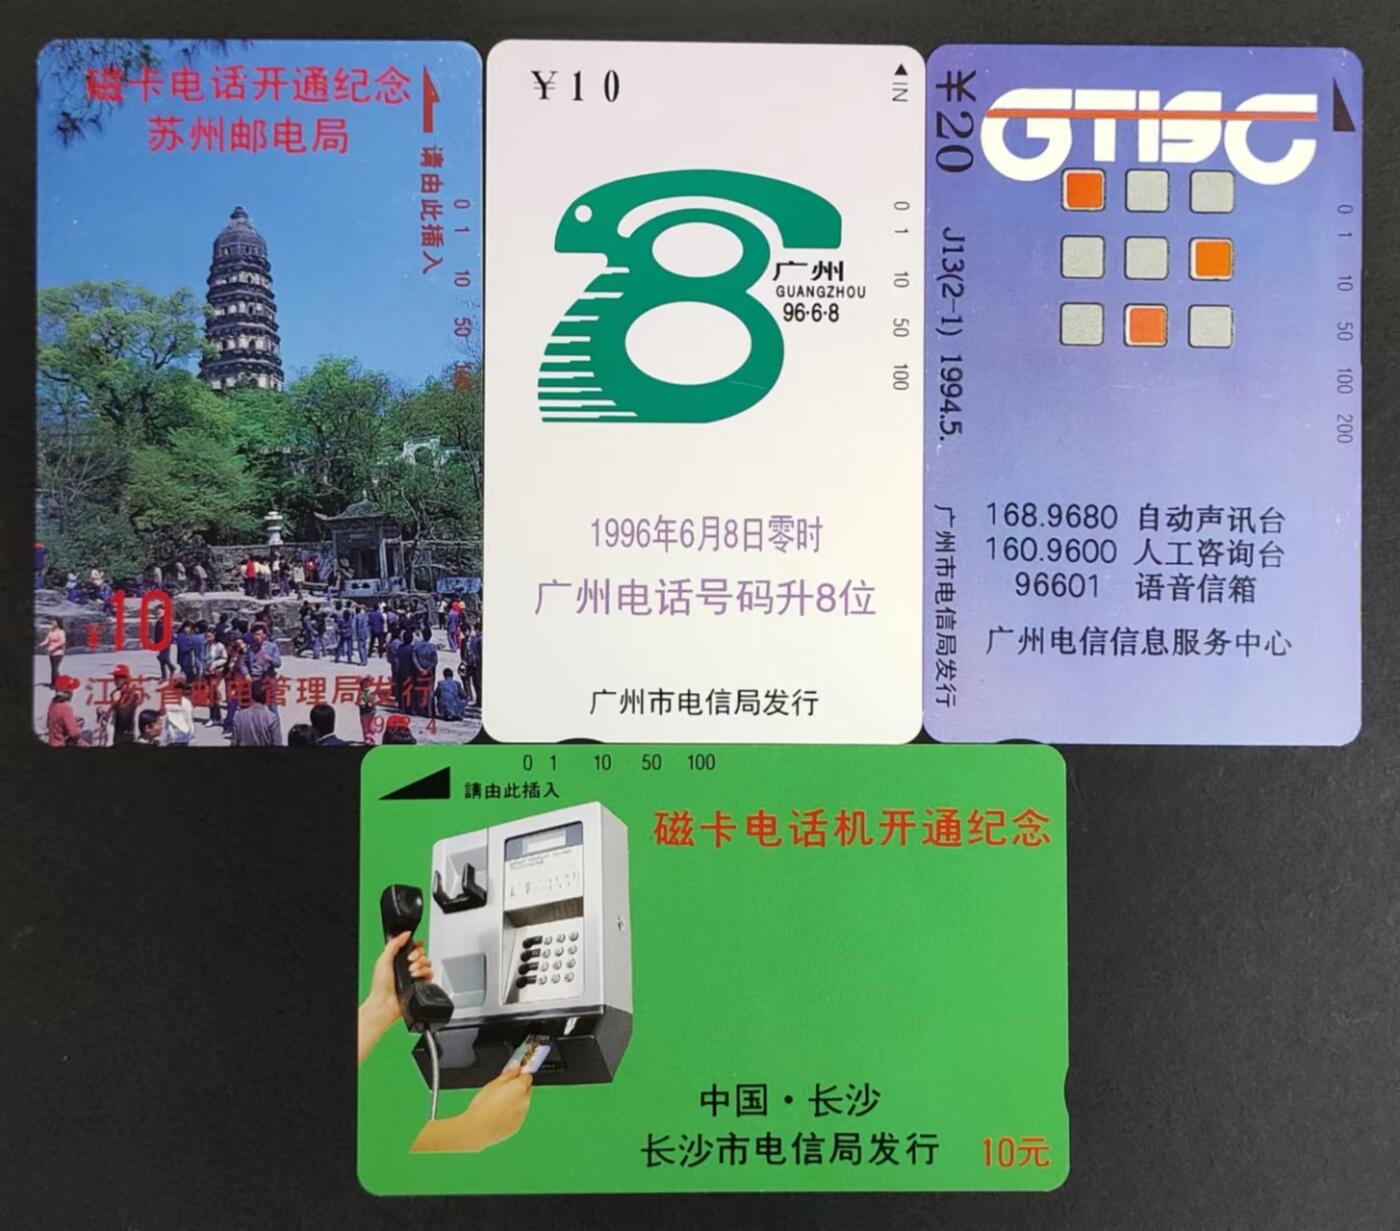 磁卡电话开通纪念
苏州邮电局
请由此插入
0 1 10 50 100
¥10
江苏省邮电管理局发行
¥10
IN
0 1 10 50 100
广州
GUANGZHOU
96·6·8
1996年6月8日零时
广州电话号码升8位
广州市电信局发行
¥20
GTISC
J13(2-1) 1994.5.
0 1 10 50 100 200
168.9680 自动声讯台
160.9600 人工咨询台
96601 语音信箱
广州电信信息服务中心
广州市电信局发行
0 1 10 50 100
請由此插入
磁卡电话机开通纪念
中国·长沙
长沙市电信局发行
10元